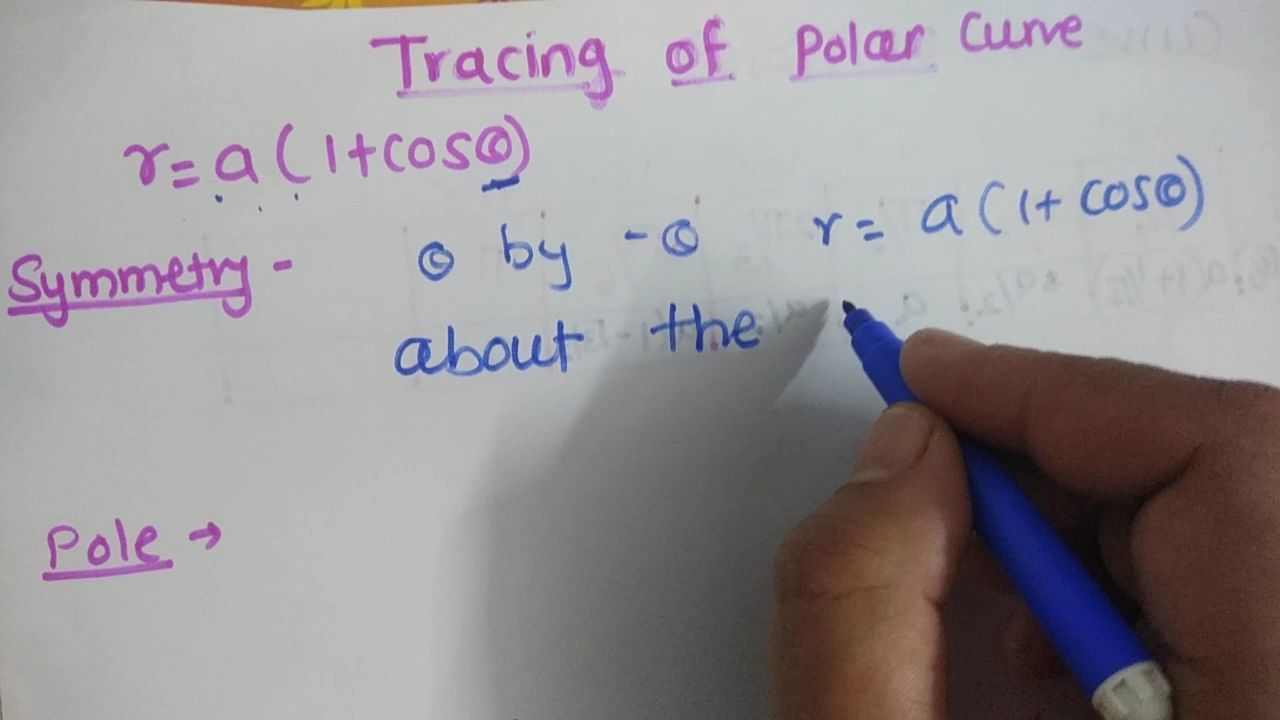 Tracing of Polar Curve
r = a(1+cosθ)
Symmetry - θ by -θ r = a(1+ cosθ)
about the
Pole →